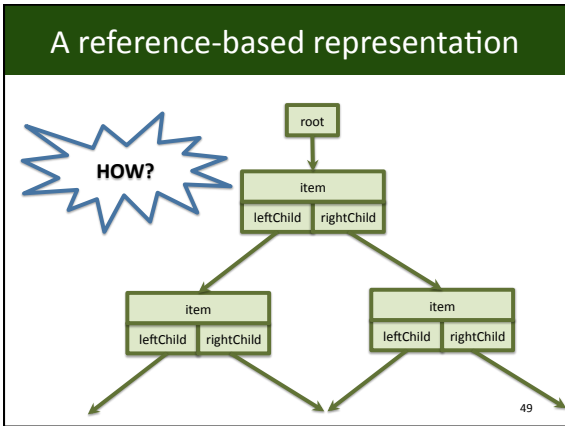 A reference-based representation
root
HOW?
item
leftChild rightChild
item
leftChild rightChild
item
leftChild rightChild
49